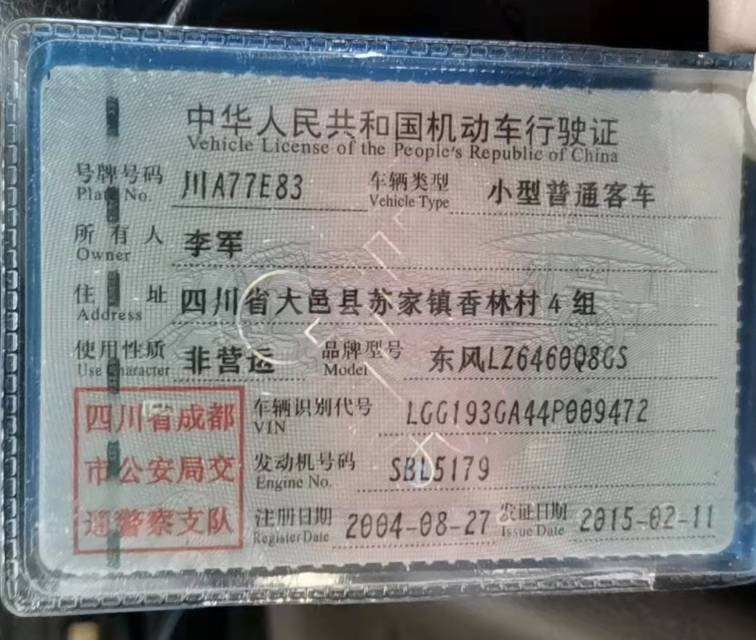 中华人民共和国机动车行驶证
Vehicle License of the People's Republic of China
号牌号码 川A77E83 车辆类型 小型普通客车
Plate No. Vehicle Type
所有人 李军
Owner
住址 四川省大邑县苏家镇香林村4组
Address
使用性质 非营运 品牌型号 东风LZ6460Q8GS
Use Character Model
四川省成都
市公安局交
通警察支队
车辆识别代号 LGG193GA44P009472
VIN
发动机号码 SBL5179
Engine No.
注册日期 2004-08-27 发证日期 2015-02-11
Register Date Issue Date